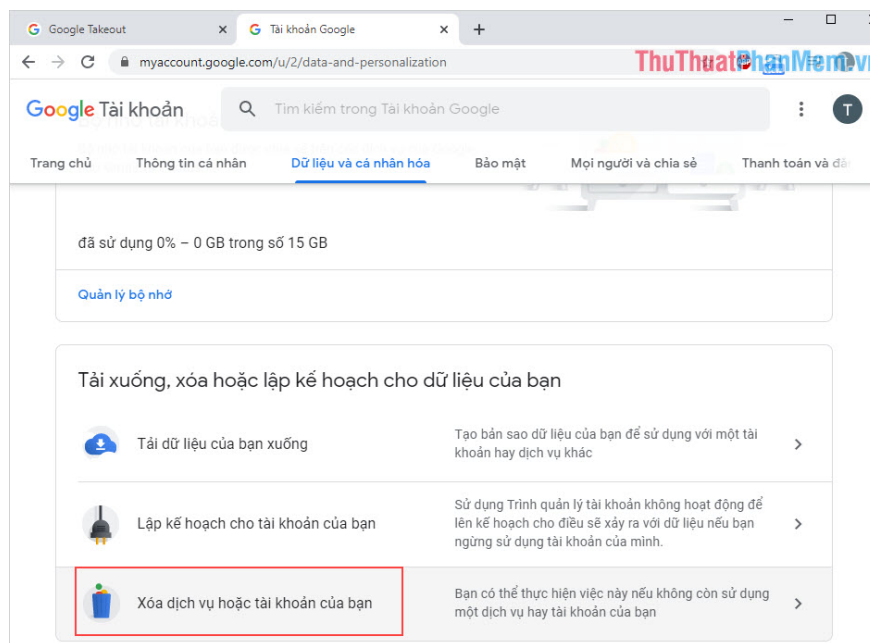 Google Takeout
Tài khoản Google
myaccount.google.com/u/2/data-and-personalization
ThuThuatPhanMem.vn
Google Tài khoản
Tìm kiếm trong Tài khoản Google
T
Trang chủ Thông tin cá nhân Dữ liệu và cá nhân hóa Bảo mật Mọi người và chia sẻ Thanh toán và
đã sử dụng 0% – 0 GB trong số 15 GB
Quản lý bộ nhớ
Tải xuống, xóa hoặc lập kế hoạch cho dữ liệu của bạn
Tải dữ liệu của bạn xuống
Tạo bản sao dữ liệu của bạn để sử dụng với một tài
khoản hay dịch vụ khác
Lập kế hoạch cho tài khoản của bạn
Sử dụng Trình quản lý tài khoản không hoạt động để
lên kế hoạch cho điều sẽ xảy ra với dữ liệu nếu bạn
ngừng sử dụng tài khoản của mình.
Xóa dịch vụ hoặc tài khoản của bạn
Bạn có thể thực hiện việc này nếu không còn sử dụng
một dịch vụ hay tài khoản của bạn